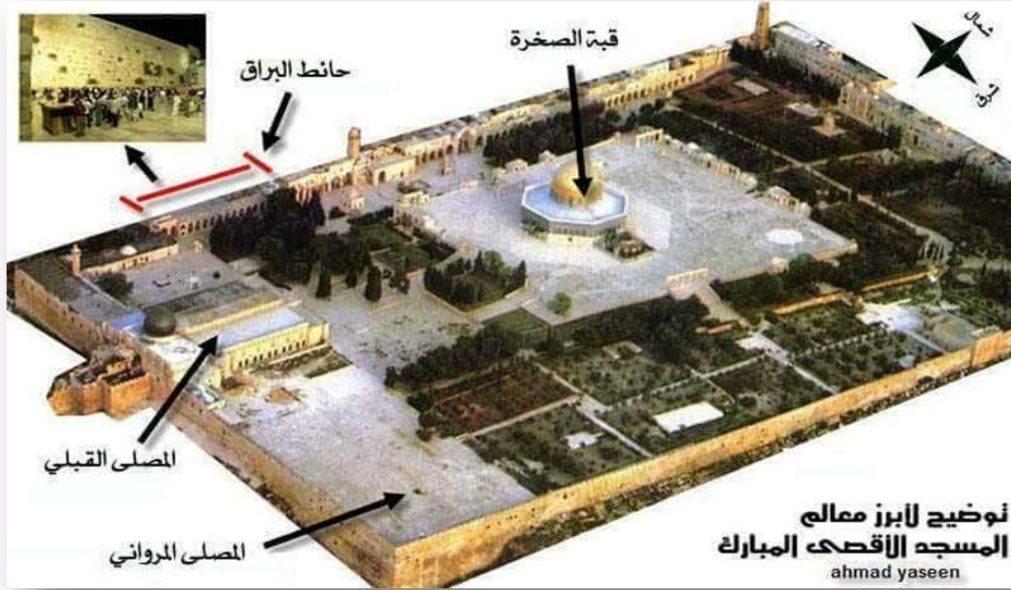 قبة الصخرة
شمال
شرق
حائط البراق
المصلى القبلي
المصلى المرواني
توضيح لأبرز معالم
المسجد الأقصى المبارك
ahmad yaseen